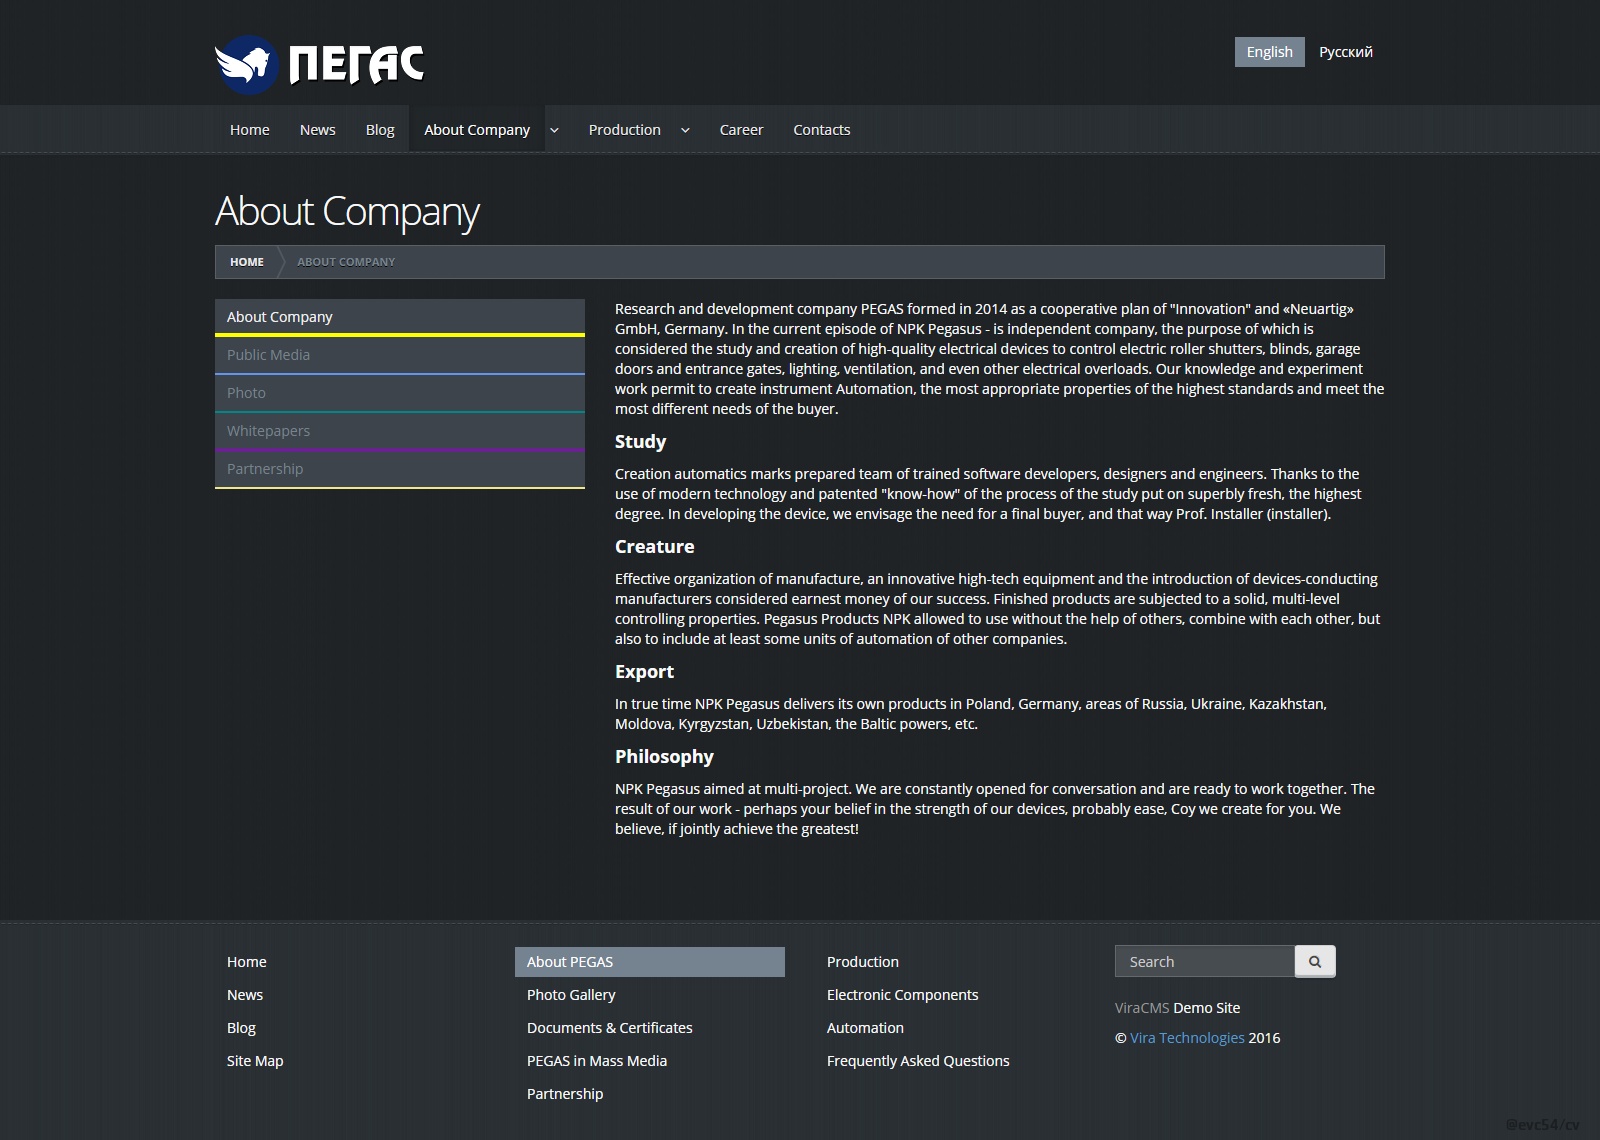 ПЕГАС
English Русский
Home News Blog About Company Production Career Contacts
About Company
HOME ABOUT COMPANY
About Company
Public Media
Photo
Whitepapers
Partnership
Research and development company PEGAS formed in 2014 as a cooperative plan of "Innovation" and «Neuartig»
GmbH, Germany. In the current episode of NPK Pegasus - is independent company, the purpose of which is
considered the study and creation of high-quality electrical devices to control electric roller shutters, blinds, garage
doors and entrance gates, lighting, ventilation, and even other electrical overloads. Our knowledge and experiment
work permit to create instrument Automation, the most appropriate properties of the highest standards and meet the
most different needs of the buyer.
Study
Creation automatics marks prepared team of trained software developers, designers and engineers. Thanks to the
use of modern technology and patented "know-how" of the process of the study put on superbly fresh, the highest
degree. In developing the device, we envisage the need for a final buyer, and that way Prof. Installer (installer).
Creature
Effective organization of manufacture, an innovative high-tech equipment and the introduction of devices-conducting
manufacturers considered earnest money of our success. Finished products are subjected to a solid, multi-level
controlling properties. Pegasus Products NPK allowed to use without the help of others, combine with each other, but
also to include at least some units of automation of other companies.
Export
In true time NPK Pegasus delivers its own products in Poland, Germany, areas of Russia, Ukraine, Kazakhstan,
Moldova, Kyrgyzstan, Uzbekistan, the Baltic powers, etc.
Philosophy
NPK Pegasus aimed at multi-project. We are constantly opened for conversation and are ready to work together. The
result of our work - perhaps your belief in the strength of our devices, probably ease, Coy we create for you. We
believe, if jointly achieve the greatest!
Home
News
Blog
Site Map
About PEGAS
Photo Gallery
Documents & Certificates
PEGAS in Mass Media
Partnership
Production
Electronic Components
Automation
Frequently Asked Questions
Search
ViraCMS Demo Site
© Vira Technologies 2016
@evc54/cv